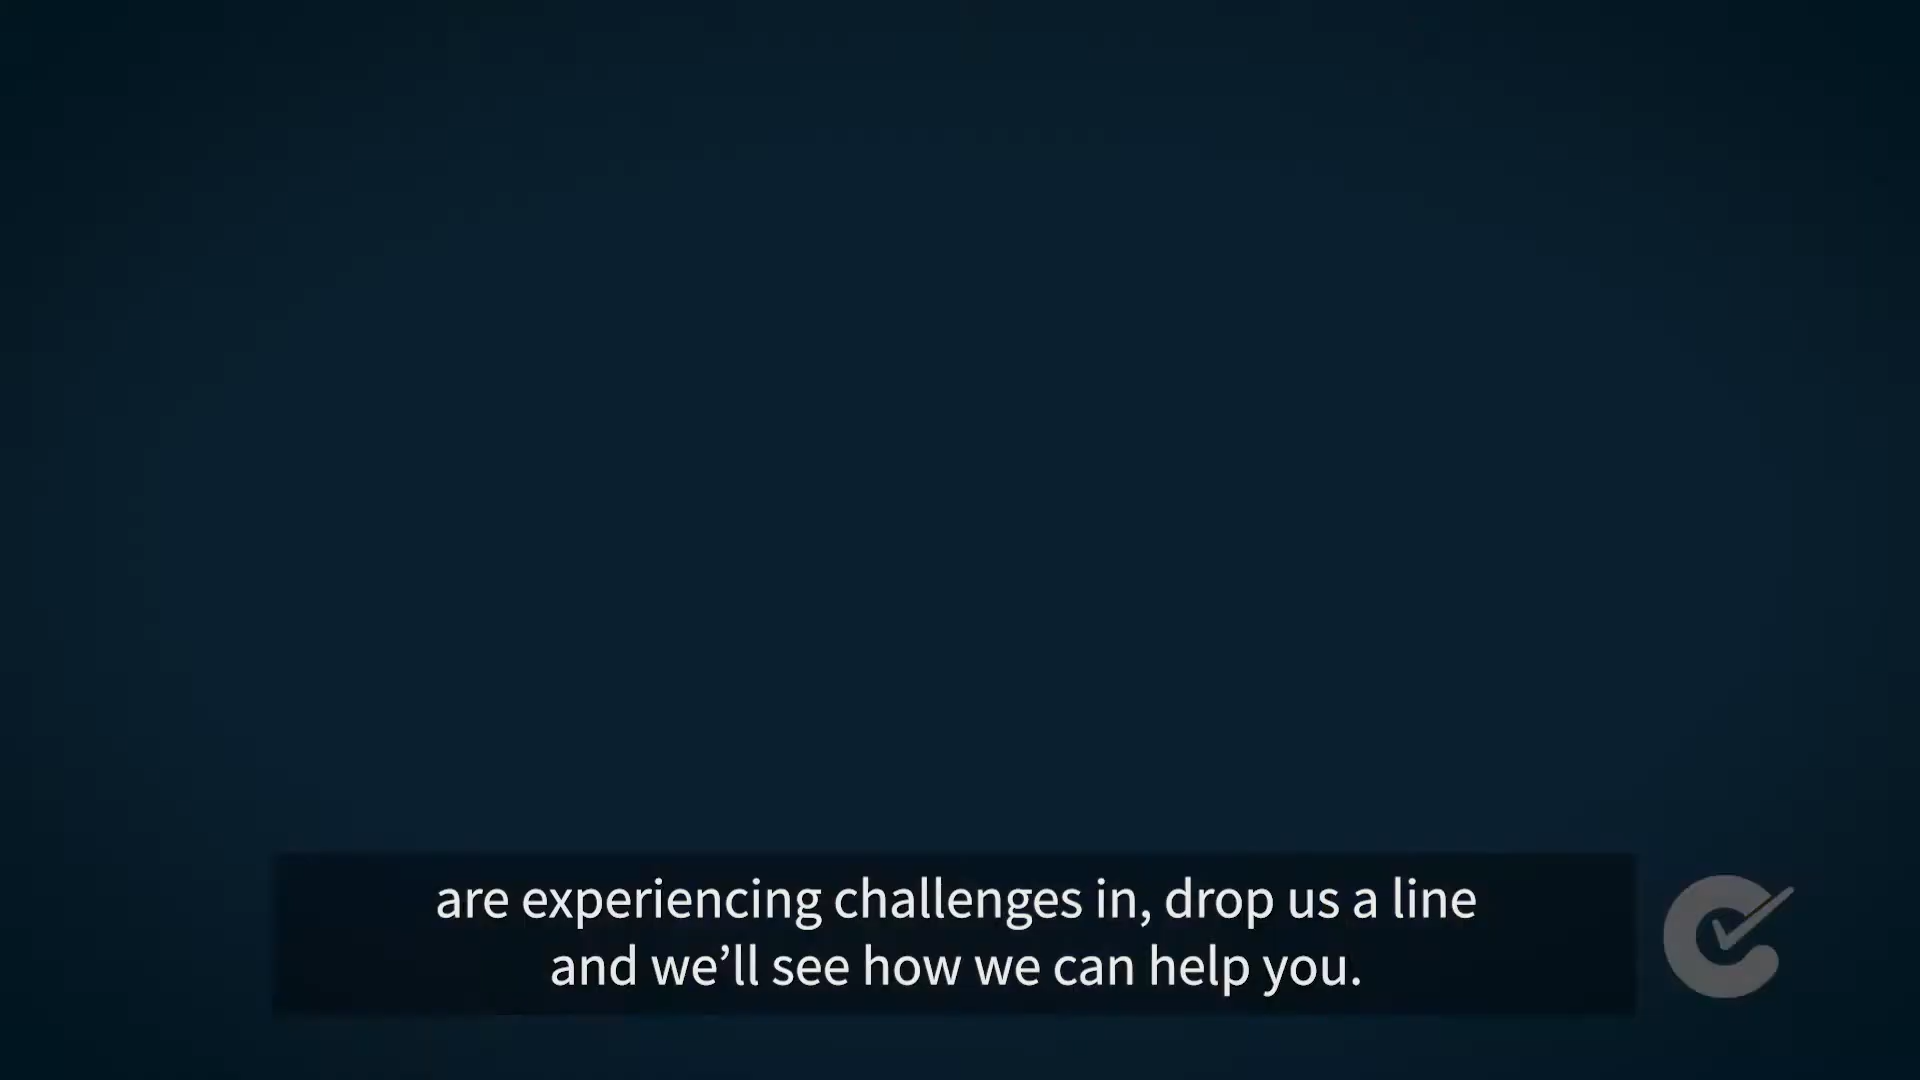 are experiencing challenges in, drop us a line
and we’ll see how we can help you.